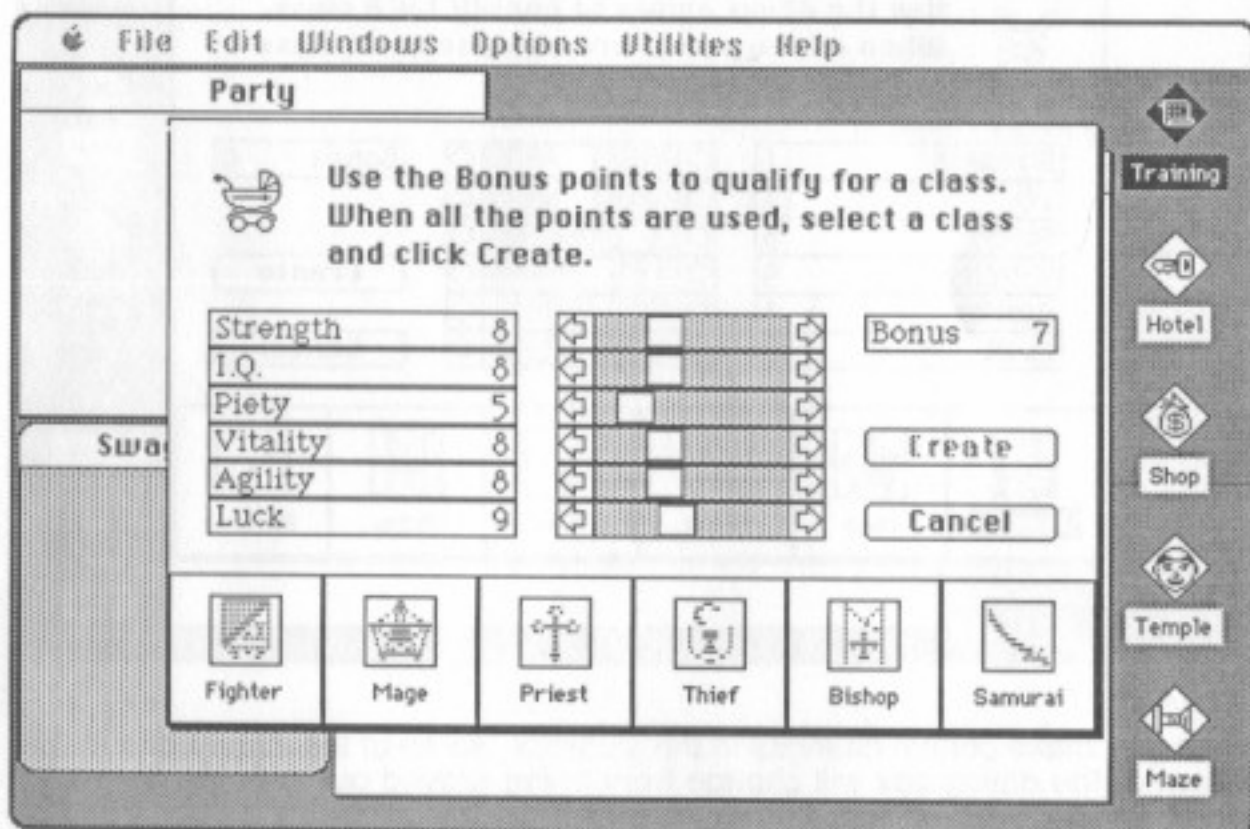 File Edit Windows Options Utilities Help
Party
Use the Bonus points to qualify for a class.
When all the points are used, select a class
and click Create.
Strength 8
I.Q. 8
Piety 5
Vitality 8
Agility 8
Luck 9
Bonus 7
Create
Cancel
Swa
Fighter
Mage
Priest
Thief
Bishop
Samurai
Training
Hotel
Shop
Temple
Maze